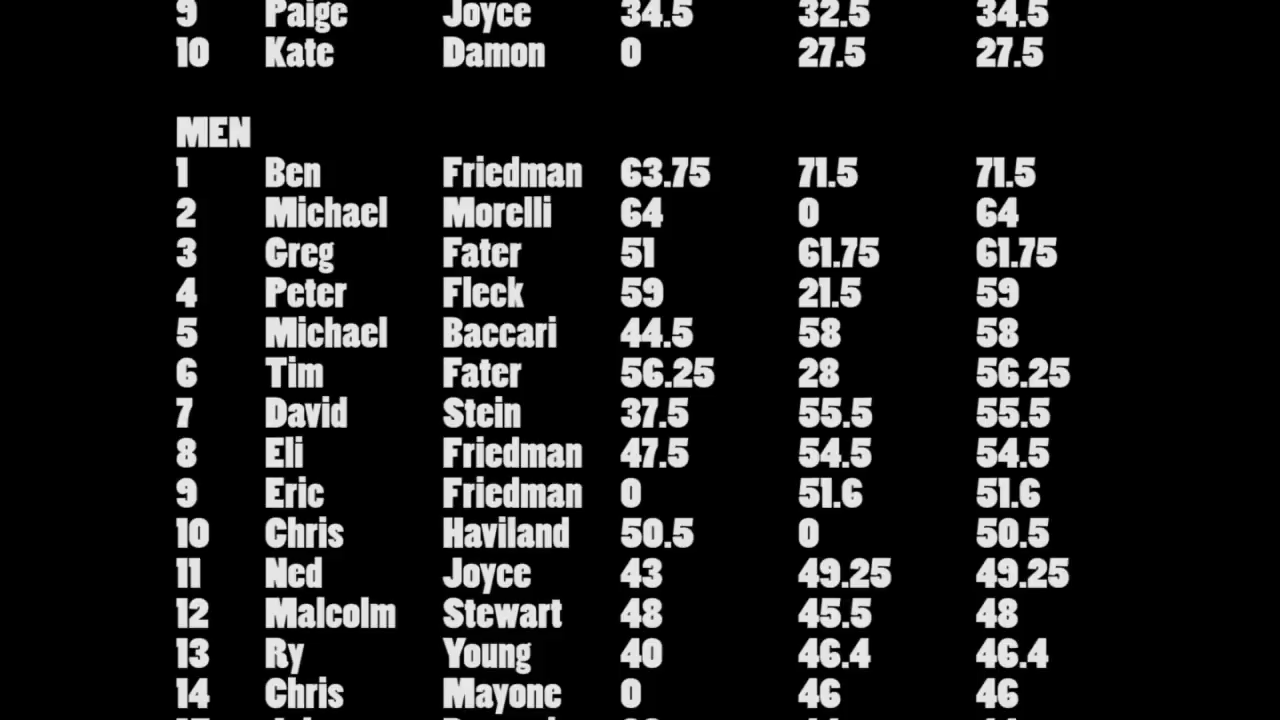 9 Paige Joyce 34.5 32.5 34.5
10 Kate Damon 0 27.5 27.5
MEN
1 Ben Friedman 63.75 71.5 71.5
2 Michael Morelli 64 0 64
3 Greg Fater 51 61.75 61.75
4 Peter Fleck 59 21.5 59
5 Michael Baccari 44.5 58 58
6 Tim Fater 56.25 28 56.25
7 David Stein 37.5 55.5 55.5
8 Eli Friedman 47.5 54.5 54.5
9 Eric Friedman 0 51.6 51.6
10 Chris Haviland 50.5 0 50.5
11 Ned Joyce 43 49.25 49.25
12 Malcolm Stewart 48 45.5 48
13 Ry Young 40 46.4 46.4
14 Chris Mayone 0 46 46